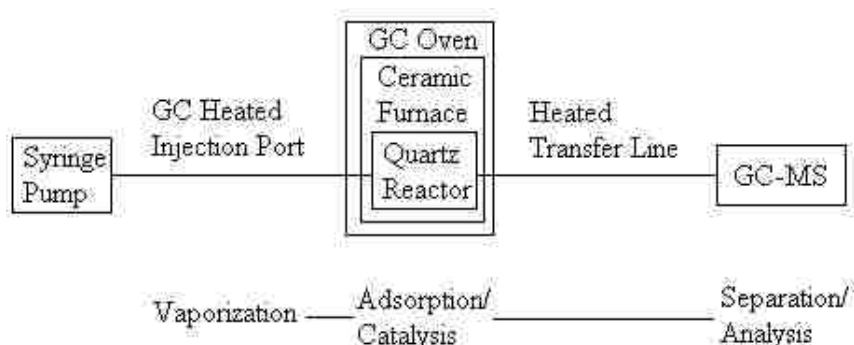 GC Oven
Ceramic
Furnace
GC Heated
Injection Port
Heated
Transfer Line
Syringe
Pump
Quartz
Reactor
GC-MS
Vaporization
Adsorption/
Catalysis
Separation/
Analysis